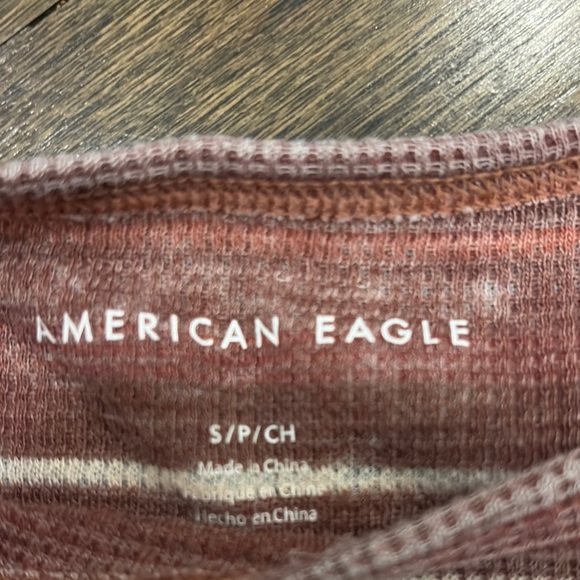 AMERICAN EAGLE
S/P/CH
Made in China
Fabriqué en Chine
Hecho en China